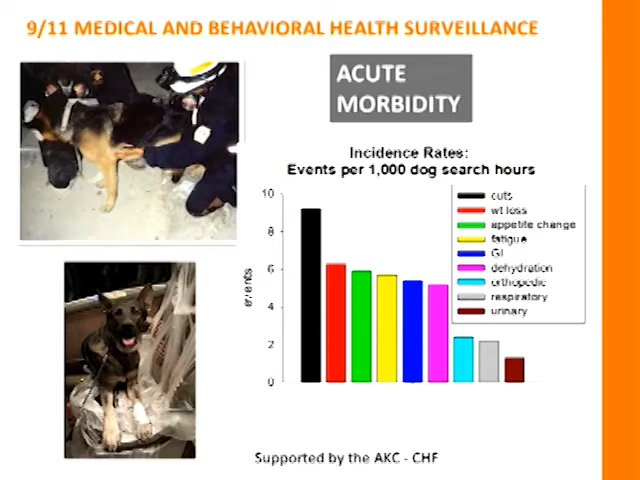 9/11 MEDICAL AND BEHAVIORAL HEALTH SURVEILLANCE
ACUTE
MORBIDITY
Incidence Rates:
Events per 1,000 dog search hours
10
8
6
4
2
0
events
cuts
wt loss
appetite change
fatigue
GI
dehydration
orthopedic
respiratory
urinary
Supported by the AKC - CHF